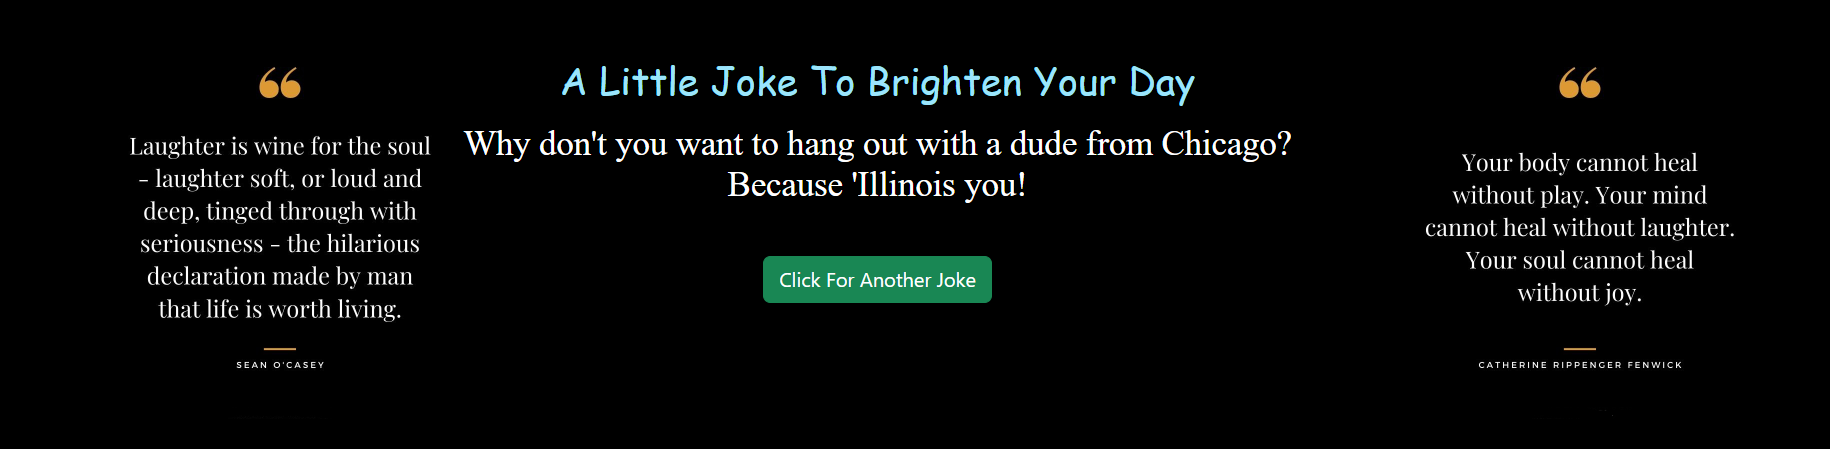 ❝
Laughter is wine for the soul
- laughter soft, or loud and
deep, tinged through with
seriousness - the hilarious
declaration made by man
that life is worth living.
SEAN O'CASEY
A Little Joke To Brighten Your Day
Why don't you want to hang out with a dude from Chicago?
Because 'Illinois you!
Click For Another Joke
❝
Your body cannot heal
without play. Your mind
cannot heal without laughter.
Your soul cannot heal
without joy.
CATHERINE RIPPENGER FENWICK